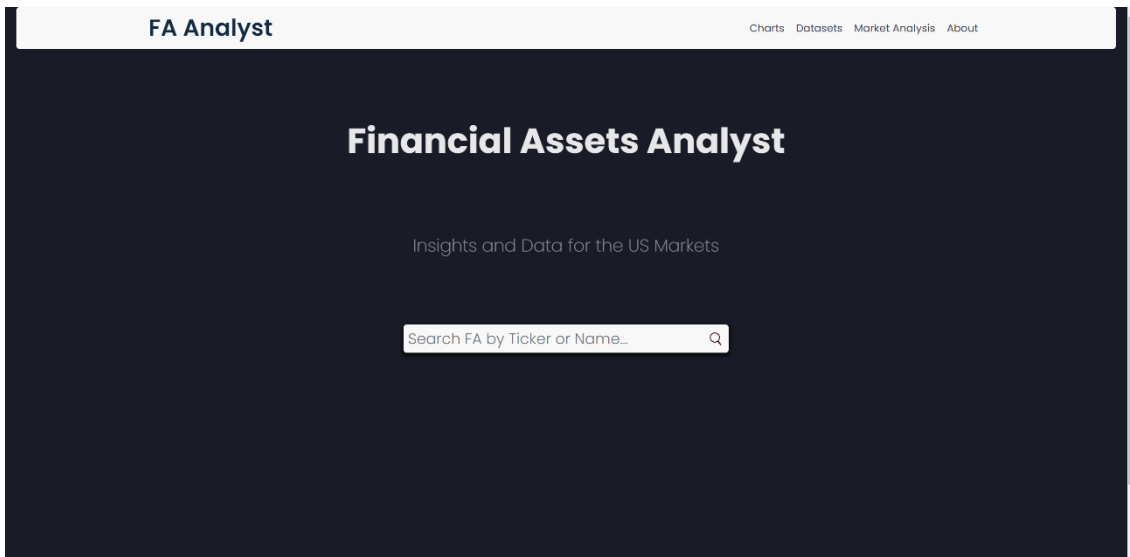 FA Analyst
Charts Datasets Market Analysis About
Financial Assets Analyst
Insights and Data for the US Markets
Search FA by Ticker or Name...